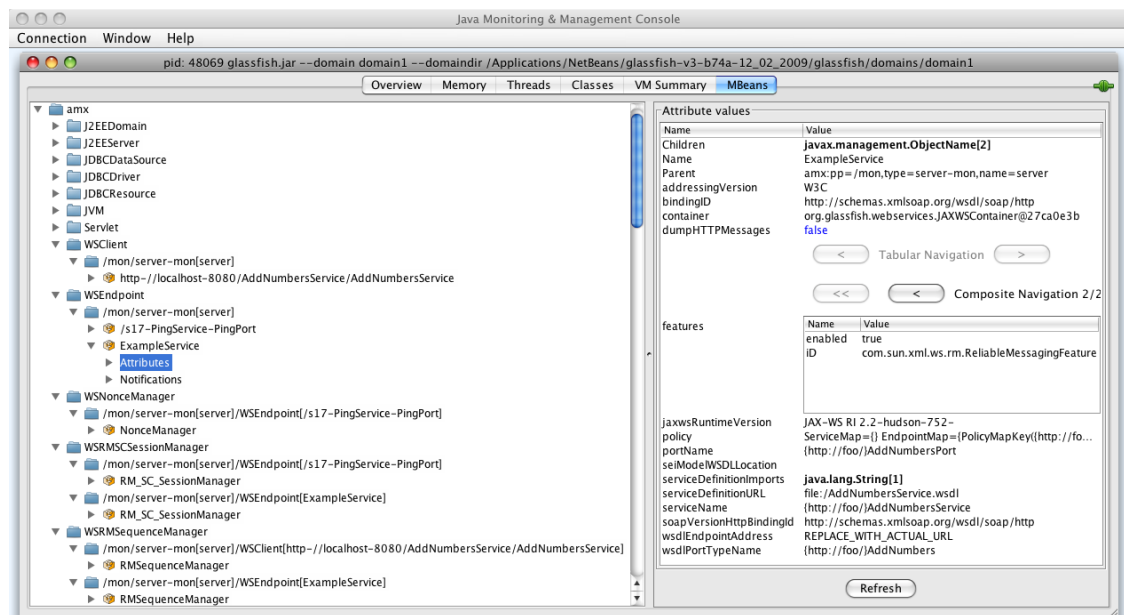 Java Monitoring & Management Console
Connection Window Help
pid: 48069 glassfish.jar --domain domain1 --domaindir /Applications/NetBeans/glassfish-v3-b74a-12_02_2009/glassfish/domains/domain1
Overview Memory Threads Classes VM Summary MBeans
amx
J2EEDomain
J2EEServer
JDBCDataSource
JDBCDriver
JDBCResource
JVM
Servlet
WSClient
/mon/server-mon[server]
http-//localhost-8080/AddNumbersService/AddNumbersService
WSEndpoint
/mon/server-mon[server]
/s17-PingService-PingPort
ExampleService
Attributes
Notifications
WSNonceManager
/mon/server-mon[server]/WSEndpoint[/s17-PingService-PingPort]
NonceManager
WSRMSCSessionManager
/mon/server-mon[server]/WSEndpoint[/s17-PingService-PingPort]
RM_SC_SessionManager
/mon/server-mon[server]/WSEndpoint[ExampleService]
RM_SC_SessionManager
WSRMSequenceManager
/mon/server-mon[server]/WSClient[http-//localhost-8080/AddNumbersService/AddNumbersService]
RMSequenceManager
/mon/server-mon[server]/WSEndpoint[ExampleService]
RMSequenceManager
Attribute values
Name Value
Children javax.management.ObjectName[2]
Name ExampleService
Parent amx:pp=/mon,type=server-mon,name=server
addressingVersion W3C
bindingID http://schemas.xmlsoap.org/wsdl/soap/http
container org.glassfish.webservices.JAXWSContainer@27ca0e3b
dumpHTTPMessages false
< Tabular Navigation >
<< < Composite Navigation 2/2
features
Name Value
enabled true
iD com.sun.xml.ws.rm.ReliableMessagingFeature
jaxwsRuntimeVersion JAX-WS RI 2.2-hudson-752-
policy ServiceMap={} EndpointMap={PolicyMapKey({http://fo...
portName {http://foo/}AddNumbersPort
seiModelWSDLLocation
serviceDefinitionImports java.lang.String[1]
serviceDefinitionURL file:/AddNumbersService.wsdl
serviceName {http://foo/}AddNumbersService
soapVersionHttpBindingId http://schemas.xmlsoap.org/wsdl/soap/http
wsdlEndpointAddress REPLACE_WITH_ACTUAL_URL
wsdlPortTypeName {http://foo/}AddNumbers
Refresh